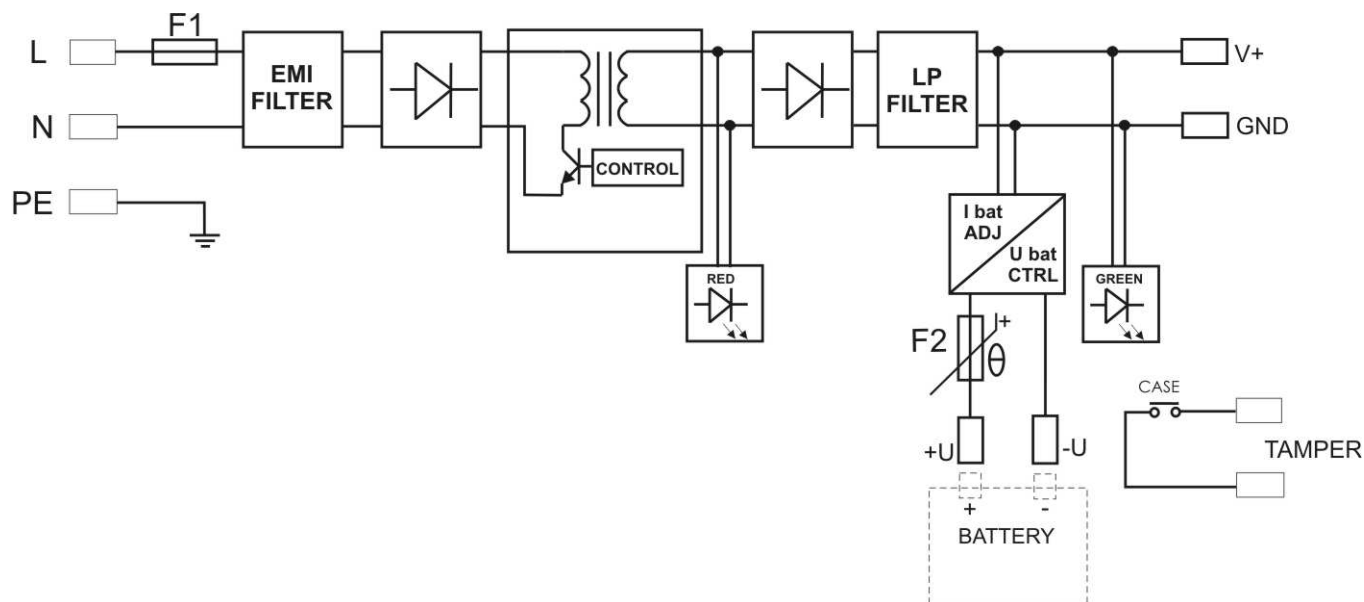 F1
L
EMI
FILTER
LP
FILTER
V+
N
CONTROL
GND
PE
I bat
ADJ
U bat
CTRL
RED
GREEN
F2
I+
θ
CASE
+U
-U
TAMPER
+
-
BATTERY